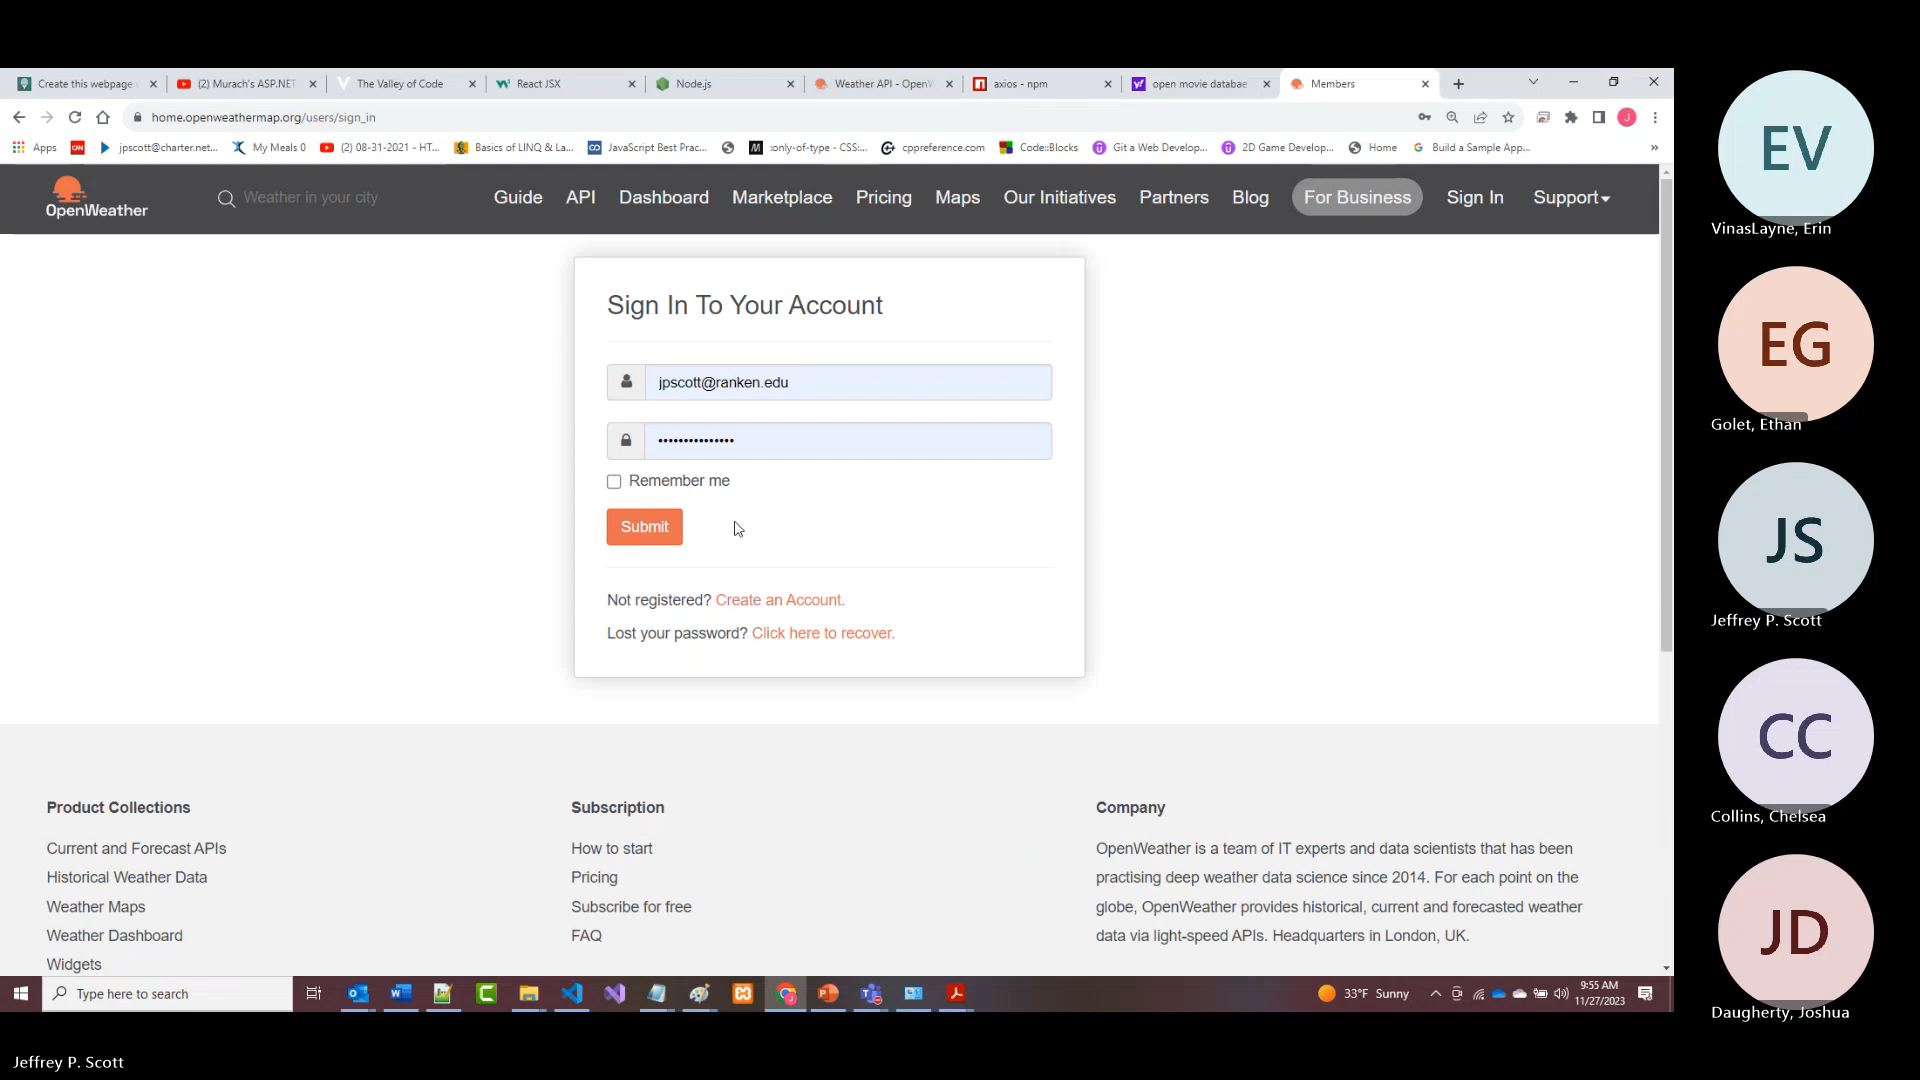 Create this webpage
(2) Murach's ASP.NET
The Valley of Code
React JSX
Node.js
Weather API - OpenW
axios - npm
open movie databae
Members
home.openweathermap.org/users/sign_in
Apps
jpscott@charter.net...
My Meals 0
(2) 08-31-2021 - HT...
Basics of LINQ & La...
JavaScript Best Prac...
:only-of-type - CSS:...
cppreference.com
Code::Blocks
Git a Web Develop...
2D Game Develop...
Home
Build a Sample App...
OpenWeather
Weather in your city
Guide
API
Dashboard
Marketplace
Pricing
Maps
Our Initiatives
Partners
Blog
For Business
Sign In
Support
Sign In To Your Account
jpscott@ranken.edu
•••••••••••••••
Remember me
Submit
Not registered? Create an Account.
Lost your password? Click here to recover.
Product Collections
Current and Forecast APIs
Historical Weather Data
Weather Maps
Weather Dashboard
Widgets
Subscription
How to start
Pricing
Subscribe for free
FAQ
Company
OpenWeather is a team of IT experts and data scientists that has been
practising deep weather data science since 2014. For each point on the
globe, OpenWeather provides historical, current and forecasted weather
data via light-speed APIs. Headquarters in London, UK.
Type here to search
33°F Sunny
9:55 AM
11/27/2023
EV
VinasLayne, Erin
EG
Golet, Ethan
JS
Jeffrey P. Scott
CC
Collins, Chelsea
JD
Daugherty, Joshua
Jeffrey P. Scott